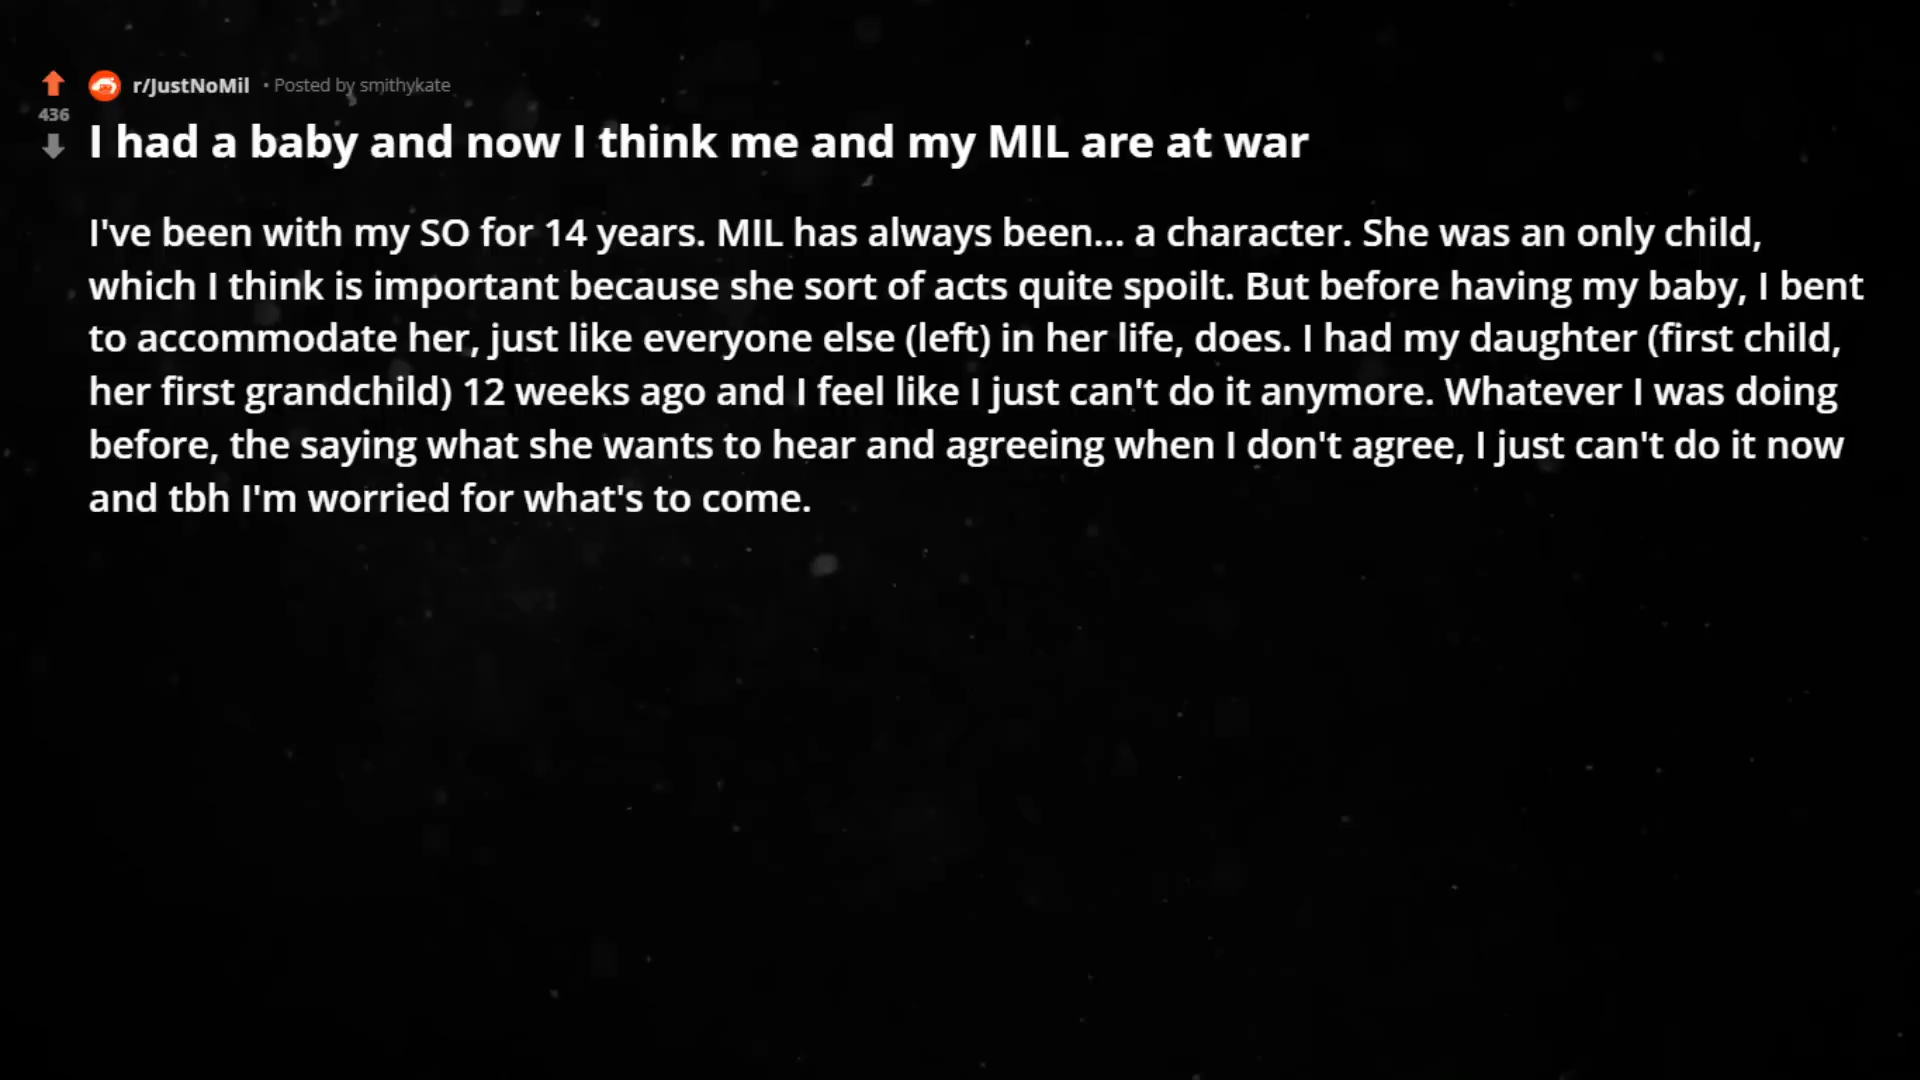 r/JustNoMil • Posted by smithykate
436
I had a baby and now I think me and my MIL are at war
I've been with my SO for 14 years. MIL has always been... a character. She was an only child,
which I think is important because she sort of acts quite spoilt. But before having my baby, I bent
to accommodate her, just like everyone else (left) in her life, does. I had my daughter (first child,
her first grandchild) 12 weeks ago and I feel like I just can't do it anymore. Whatever I was doing
before, the saying what she wants to hear and agreeing when I don't agree, I just can't do it now
and tbh I'm worried for what's to come.